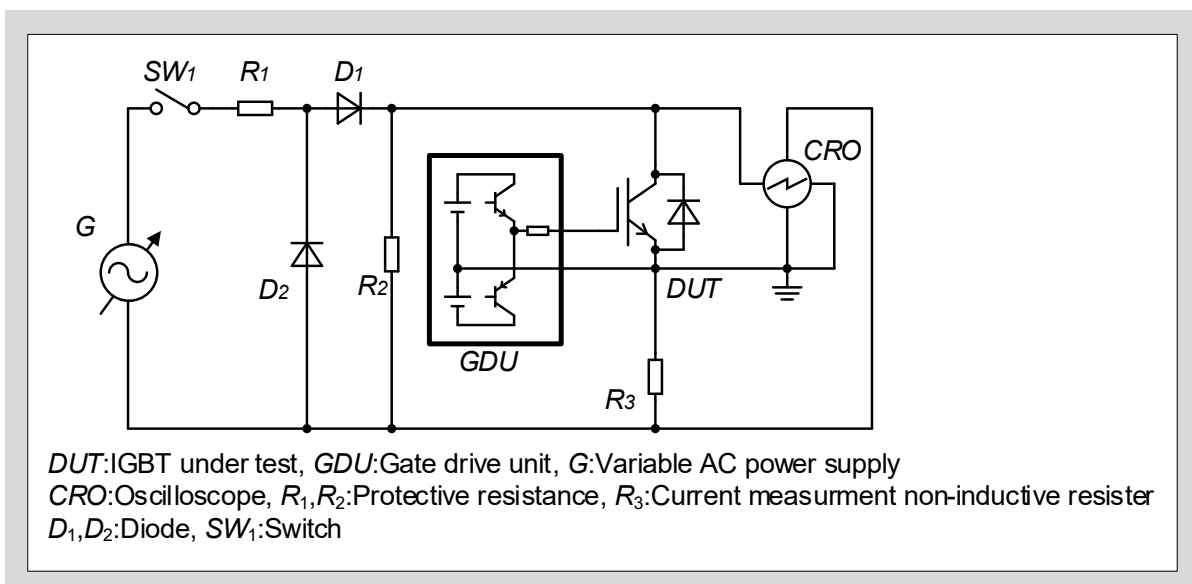 SW1 R1 D1
CRO
G
D2 R2 DUT
GDU
R3
DUT:IGBT under test, GDU:Gate drive unit, G:Variable AC power supply
CRO:Oscilloscope, R1,R2:Protective resistance, R3:Current measurment non-inductive resister
D1,D2:Diode, SW1:Switch